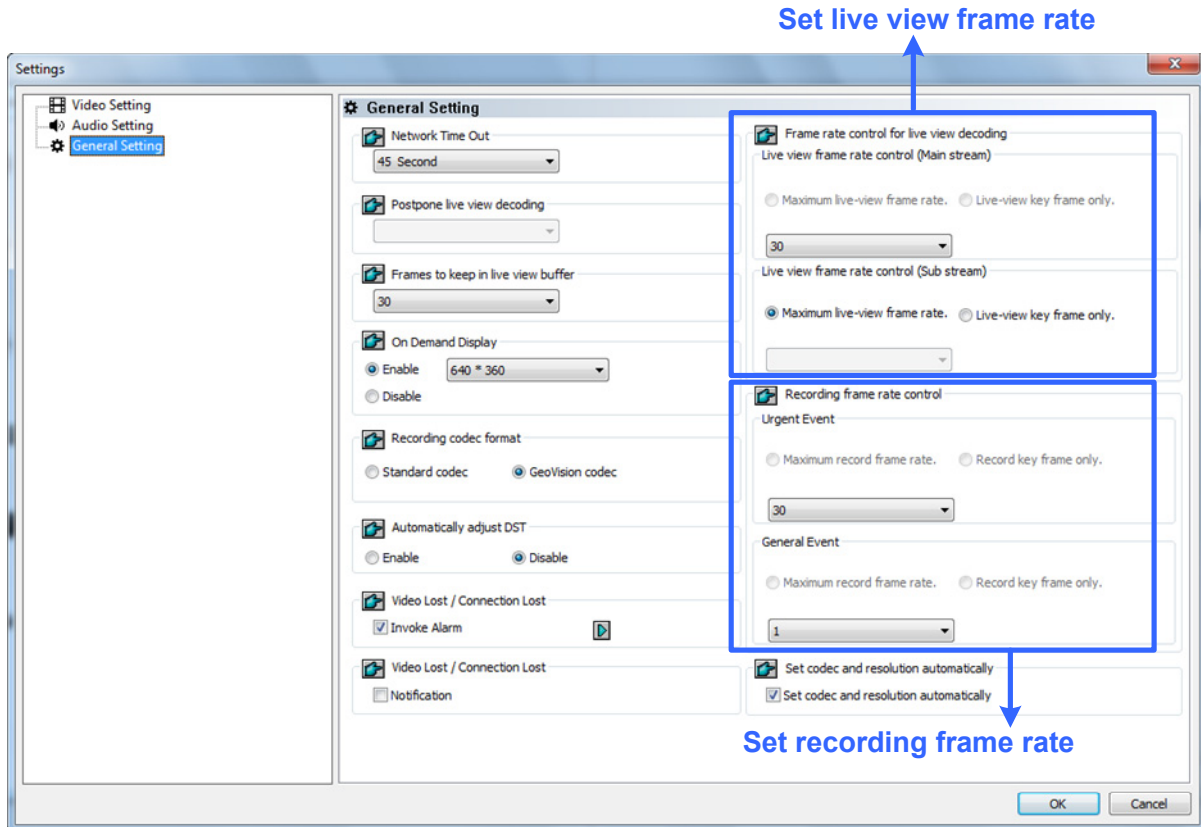 Set live view frame rate
Settings
Video Setting
Audio Setting
General Setting
General Setting
Network Time Out
45 Second
Postpone live view decoding
Frames to keep in live view buffer
30
On Demand Display
Enable
640 * 360
Disable
Recording codec format
Standard codec
GeoVision codec
Automatically adjust DST
Enable
Disable
Video Lost / Connection Lost
Invoke Alarm
Video Lost / Connection Lost
Notification
Frame rate control for live view decoding
Live view frame rate control (Main stream)
Maximum live-view frame rate.
Live-view key frame only.
30
Live view frame rate control (Sub stream)
Maximum live-view frame rate.
Live-view key frame only.
Recording frame rate control
Urgent Event
Maximum record frame rate.
Record key frame only.
30
General Event
Maximum record frame rate.
Record key frame only.
1
Set codec and resolution automatically
Set codec and resolution automatically
Set recording frame rate
OK
Cancel